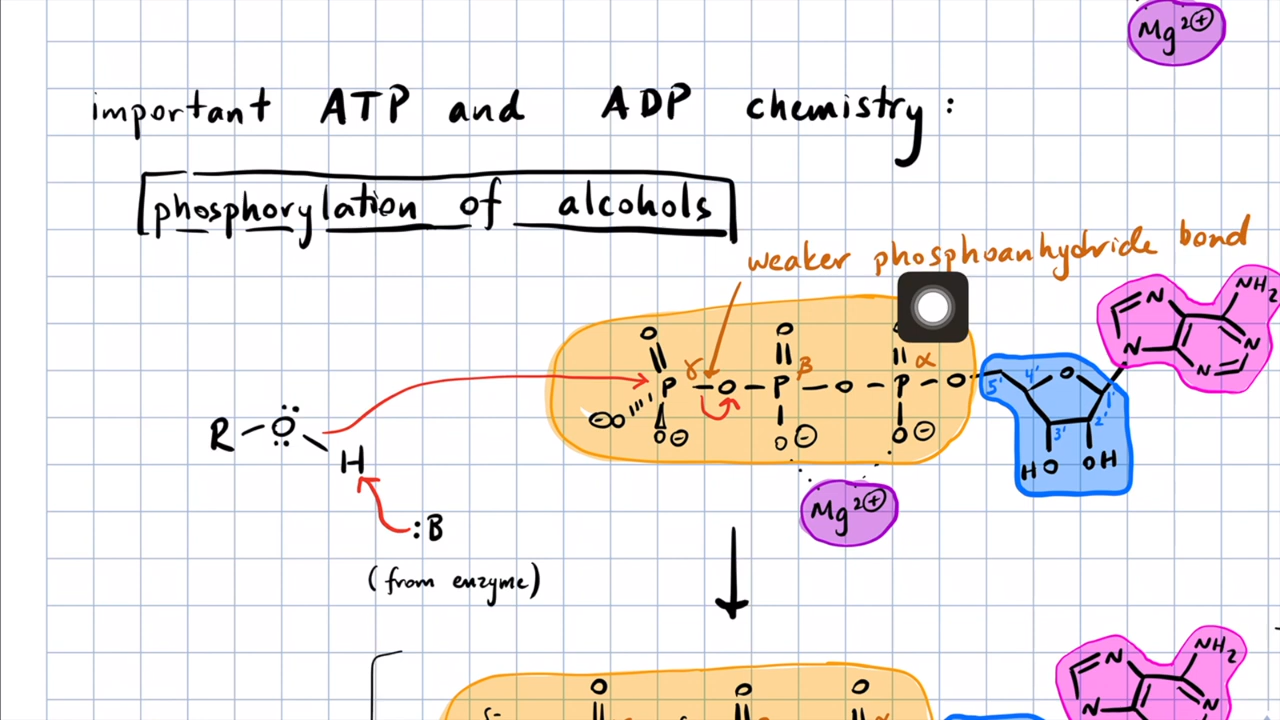 Mg²⊕
important ATP and ADP chemistry:
phosphorylation of alcohols
weaker phosphoanhydride bond
NH₂
N
N
N
N
O
O
O
γ
β
α
P
O
P
O
P
O
5'
4'
O
1'
⊖O
O⊖
O⊖
O⊖
3'
2'
HO
OH
R
O
H
Mg²⊕
:B
(from enzyme)
NH₂
N
N
N
O
O
O
α